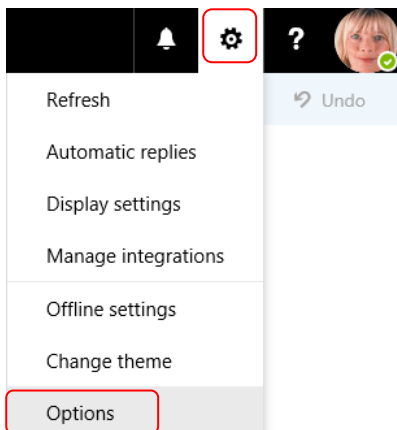 ?
Refresh
Undo
Automatic replies
Display settings
Manage integrations
Offline settings
Change theme
Options